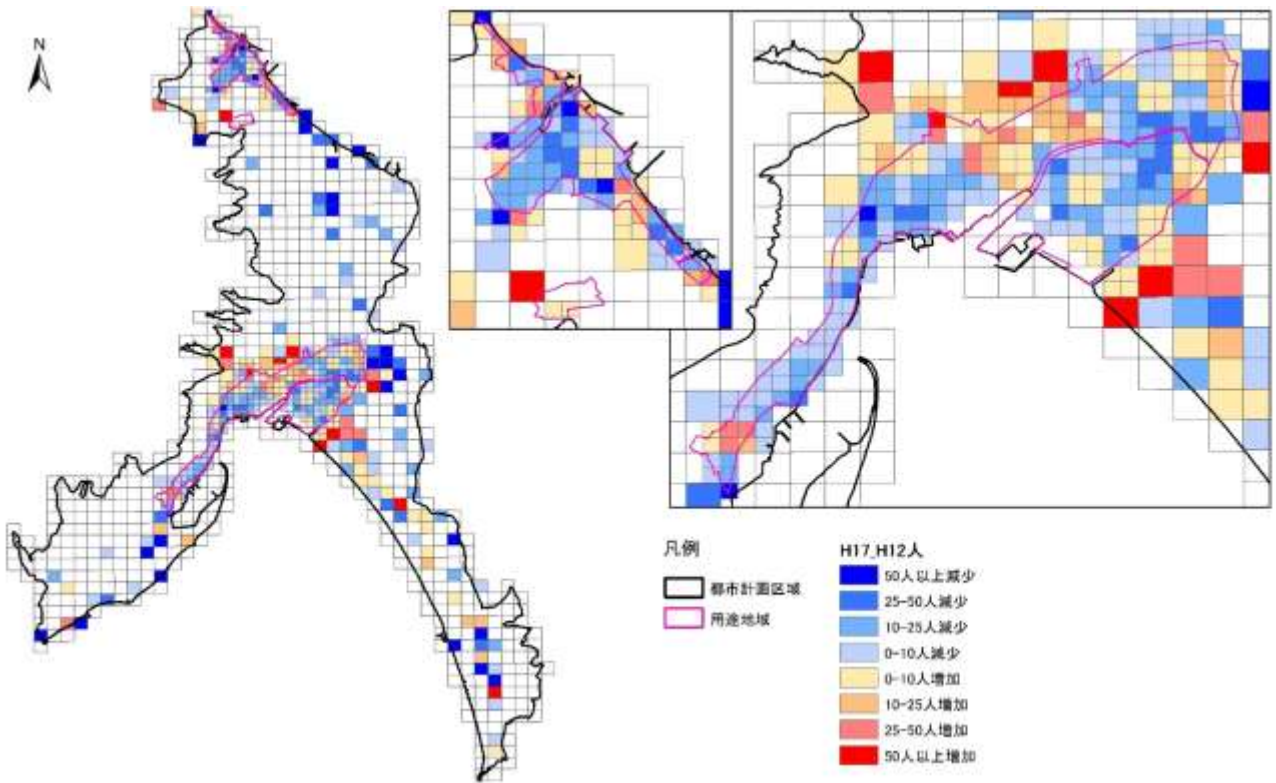 N
凡例
都市計画区域
用途地域
H17_H12人
50人以上減少
25-50人減少
10-25人減少
0-10人減少
0-10人増加
10-25人増加
25-50人増加
50人以上増加